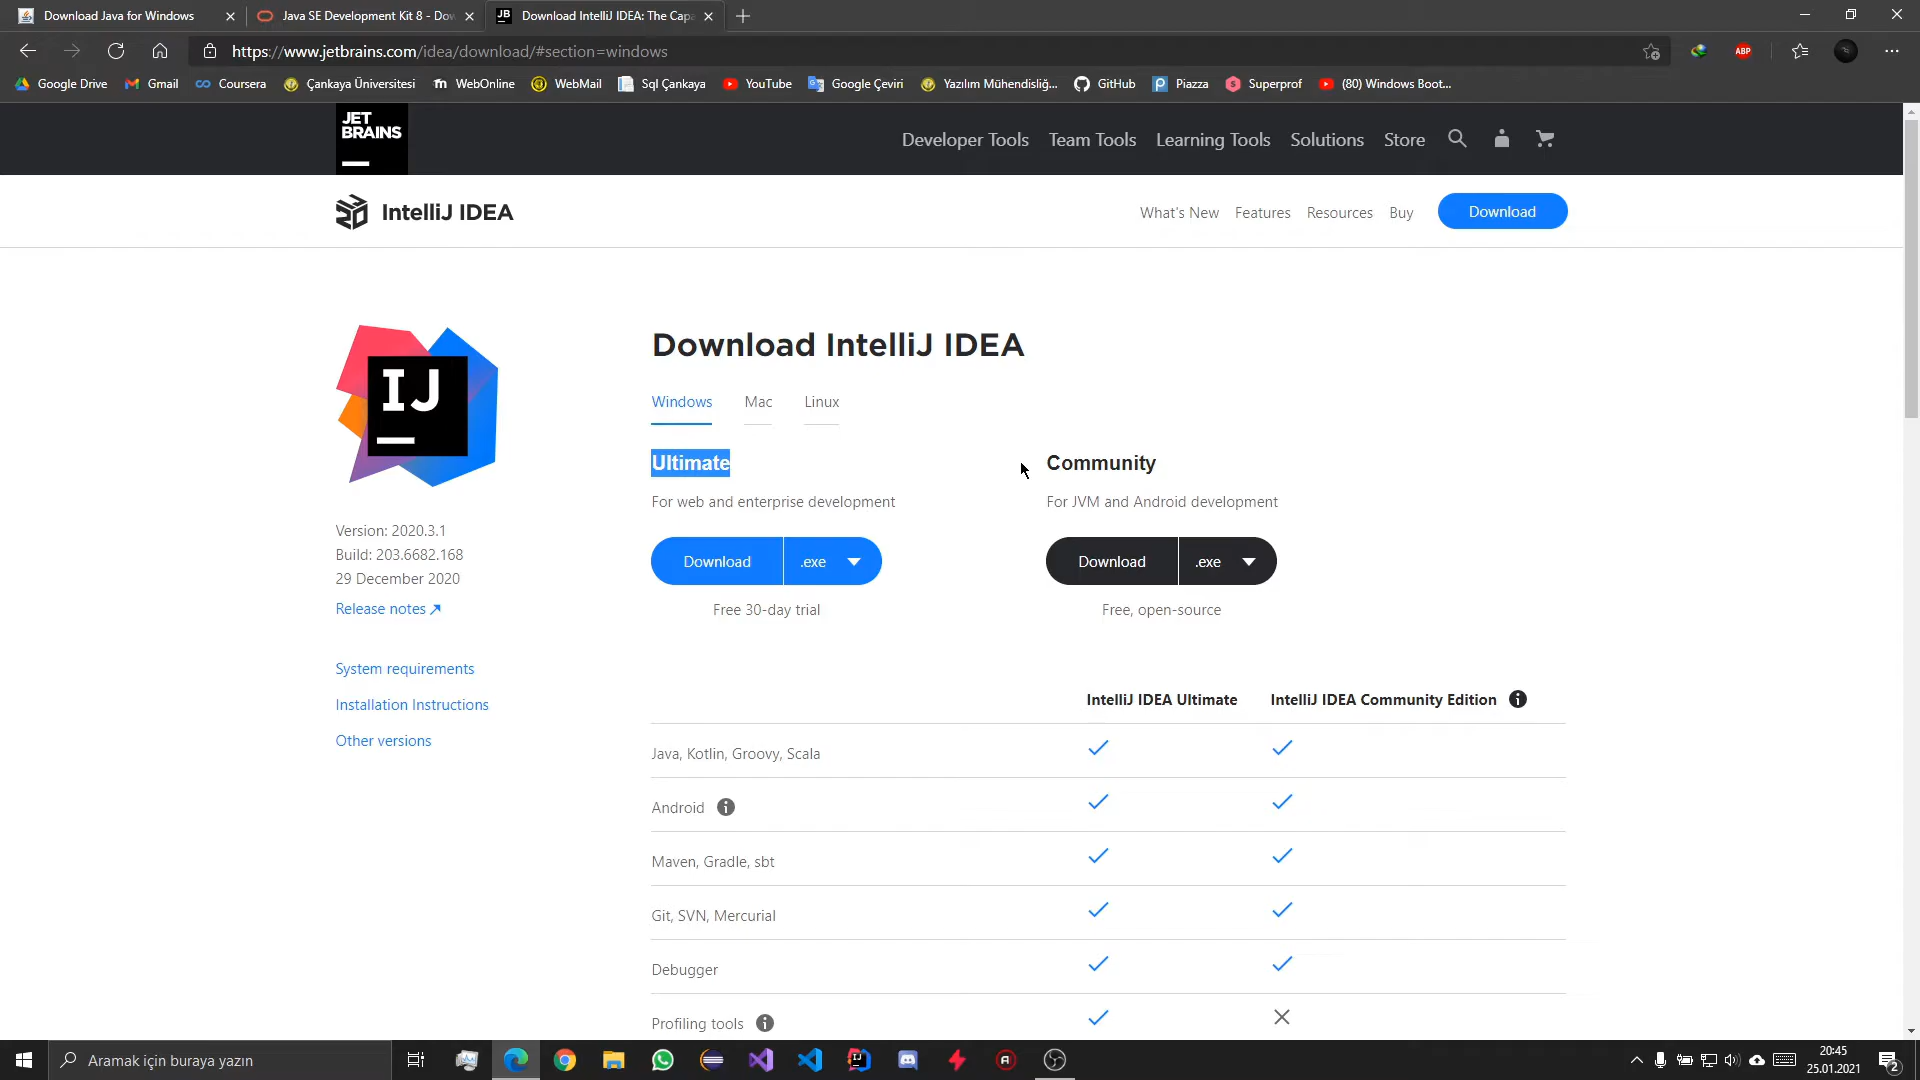 Download Java for Windows
Java SE Development Kit 8 - Dow
JB Download IntelliJ IDEA: The Capa
https://www.jetbrains.com/idea/download/#section=windows
ABP
Google Drive Gmail Coursera Çankaya Üniversitesi WebOnline WebMail Sql Çankaya YouTube Google Çeviri Yazılım Mühendisliğ... GitHub Piazza Superprof (80) Windows Boot...
JET
BRAINS
Developer Tools Team Tools Learning Tools Solutions Store
IntelliJ IDEA
What's New Features Resources Buy Download
IJ
Download IntelliJ IDEA
Windows Mac Linux
Ultimate
For web and enterprise development
Download .exe
Free 30-day trial
Community
For JVM and Android development
Download .exe
Free, open-source
Version: 2020.3.1
Build: 203.6682.168
29 December 2020
Release notes ↗
System requirements
Installation Instructions
Other versions
IntelliJ IDEA Ultimate IntelliJ IDEA Community Edition
Java, Kotlin, Groovy, Scala
Android
Maven, Gradle, sbt
Git, SVN, Mercurial
Debugger
Profiling tools
Aramak için buraya yazın
20:45
25.01.2021
2